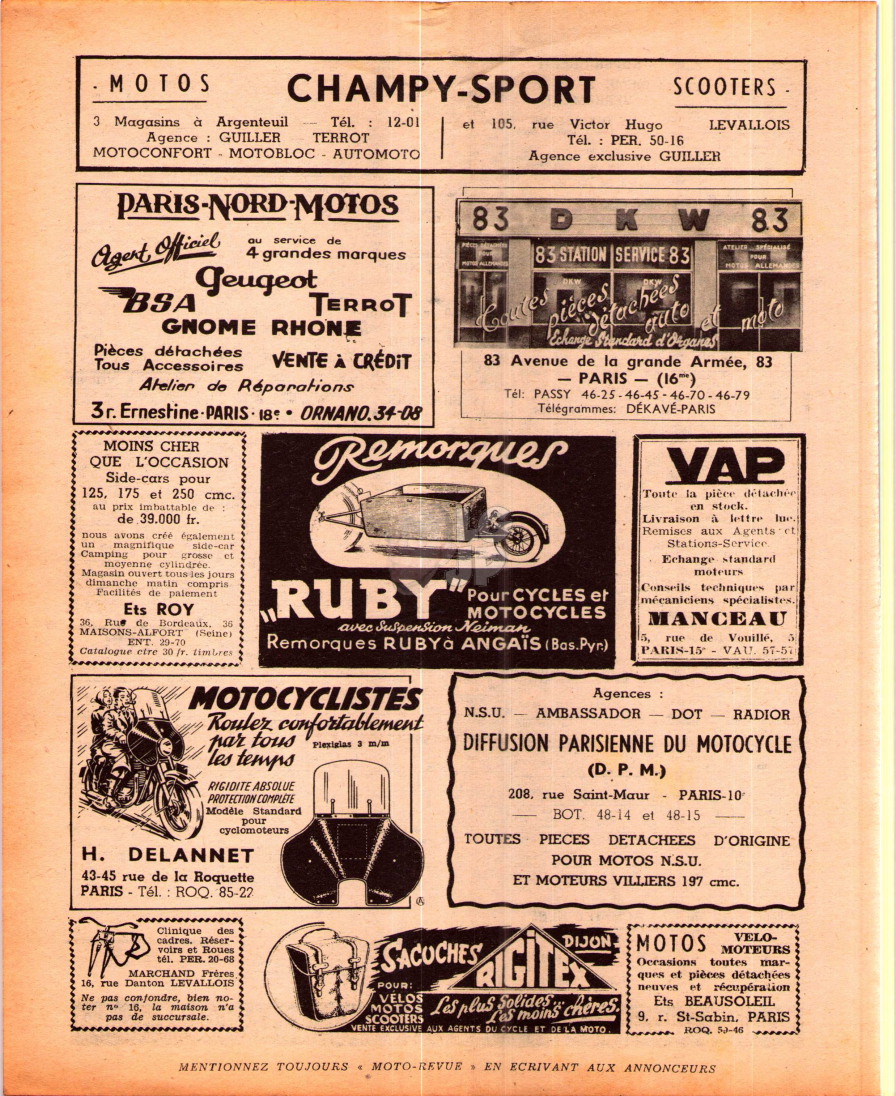 - MOTOS
CHAMPY-SPORT
SCOOTERS -
3 Magasins à Argenteuil — Tél. : 12-01
Agence : GUILLER - TERROT
MOTOCONFORT - MOTOBLOC - AUTOMOTO
et 105, rue Victor Hugo LEVALLOIS
Tél. : PER. 50-16
Agence exclusive GUILLER
PARIS-NORD-MOTOS
Agent Officiel
au service de
4 grandes marques
Peugeot
BSA TERROT
GNOME RHONE
Pièces détachées
Tous Accessoires
VENTE à CRÉDIT
Atelier de Réparations
3 r. Ernestine · PARIS · 18e • ORNANO. 34-08
83 DKW 83
PIÈCES DÉTACHÉES
POUR
MOTOS ALLEMANDES
83 STATION SERVICE 83
ATELIER SPÉCIALISÉ
POUR
MOTOS ALLEMANDES
DKW DKW
Toutes pièces détachées auto et moto
Echange Standard d'Organes
83 Avenue de la grande Armée, 83
— PARIS — (16me)
Tél: PASSY 46-25 - 46-45 - 46-70 - 46-79
Télégrammes: DÉKAVÉ-PARIS
MOINS CHER
QUE L'OCCASION
Side-cars pour
125, 175 et 250 cmc.
au prix imbattable de :
de 39.000 fr.
nous avons créé également
un magnifique side-car
Camping pour grosse et
moyenne cylindrée.
Magasin ouvert tous les jours
dimanche matin compris
Facilités de paiement
Ets ROY
36, Rue de Bordeaux, 36
MAISONS-ALFORT (Seine)
ENT. 29-70
Catalogue ctre 30 fr. timbres
Remorques
„RUBY"
Pour CYCLES et
MOTOCYCLES
avec Suspension Neiman
Remorques RUBY à ANGAÏS (Bas. Pyr.)
VAP
Toute la pièce détachée
en stock.
Livraison à lettre lue.
Remises aux Agents et
Stations-Service.
Echange standard
moteurs
Conseils techniques par
mécaniciens spécialistes.
MANCEAU
5, rue de Vouillé, 5
PARIS-15e - VAU. 57-57
MOTOCYCLISTES
Roulez confortablement
par tous
les temps
Plexiglas 3 m/m
RIGIDITE ABSOLUE
PROTECTION COMPLÈTE
Modèle Standard
pour
cyclomoteurs
H. DELANNET
43-45 rue de la Roquette
PARIS - Tél. : ROQ. 85-22
Agences :
N.S.U. — AMBASSADOR — DOT — RADIOR
DIFFUSION PARISIENNE DU MOTOCYCLE
(D. P. M.)
208, rue Saint-Maur - PARIS-10e
— BOT. 48-14 et 48-15 —
TOUTES PIECES DETACHEES D'ORIGINE
POUR MOTOS N.S.U.
ET MOTEURS VILLIERS 197 cmc.
Clinique des
cadres. Réser-
voirs et Roues
tél. PER. 20-68
MARCHAND Frères
16, rue Danton LEVALLOIS
Ne pas confondre, bien no-
ter n° 16, la maison n'a
pas de succursale.
SACOCHES
RIGITEX
DIJON
POUR:
VÉLOS
MOTOS
SCOOTERS
Les plus solides...
Les moins chères.
VENTE EXCLUSIVE AUX AGENTS DU CYCLE ET DE LA MOTO.
MOTOS VELO-
MOTEURS
Occasions toutes mar-
ques et pièces détachées
neuves et récupération
Ets BEAUSOLEIL
9, r. St-Sabin, PARIS
ROQ. 59-46
MENTIONNEZ TOUJOURS « MOTO-REVUE » EN ECRIVANT AUX ANNONCEURS